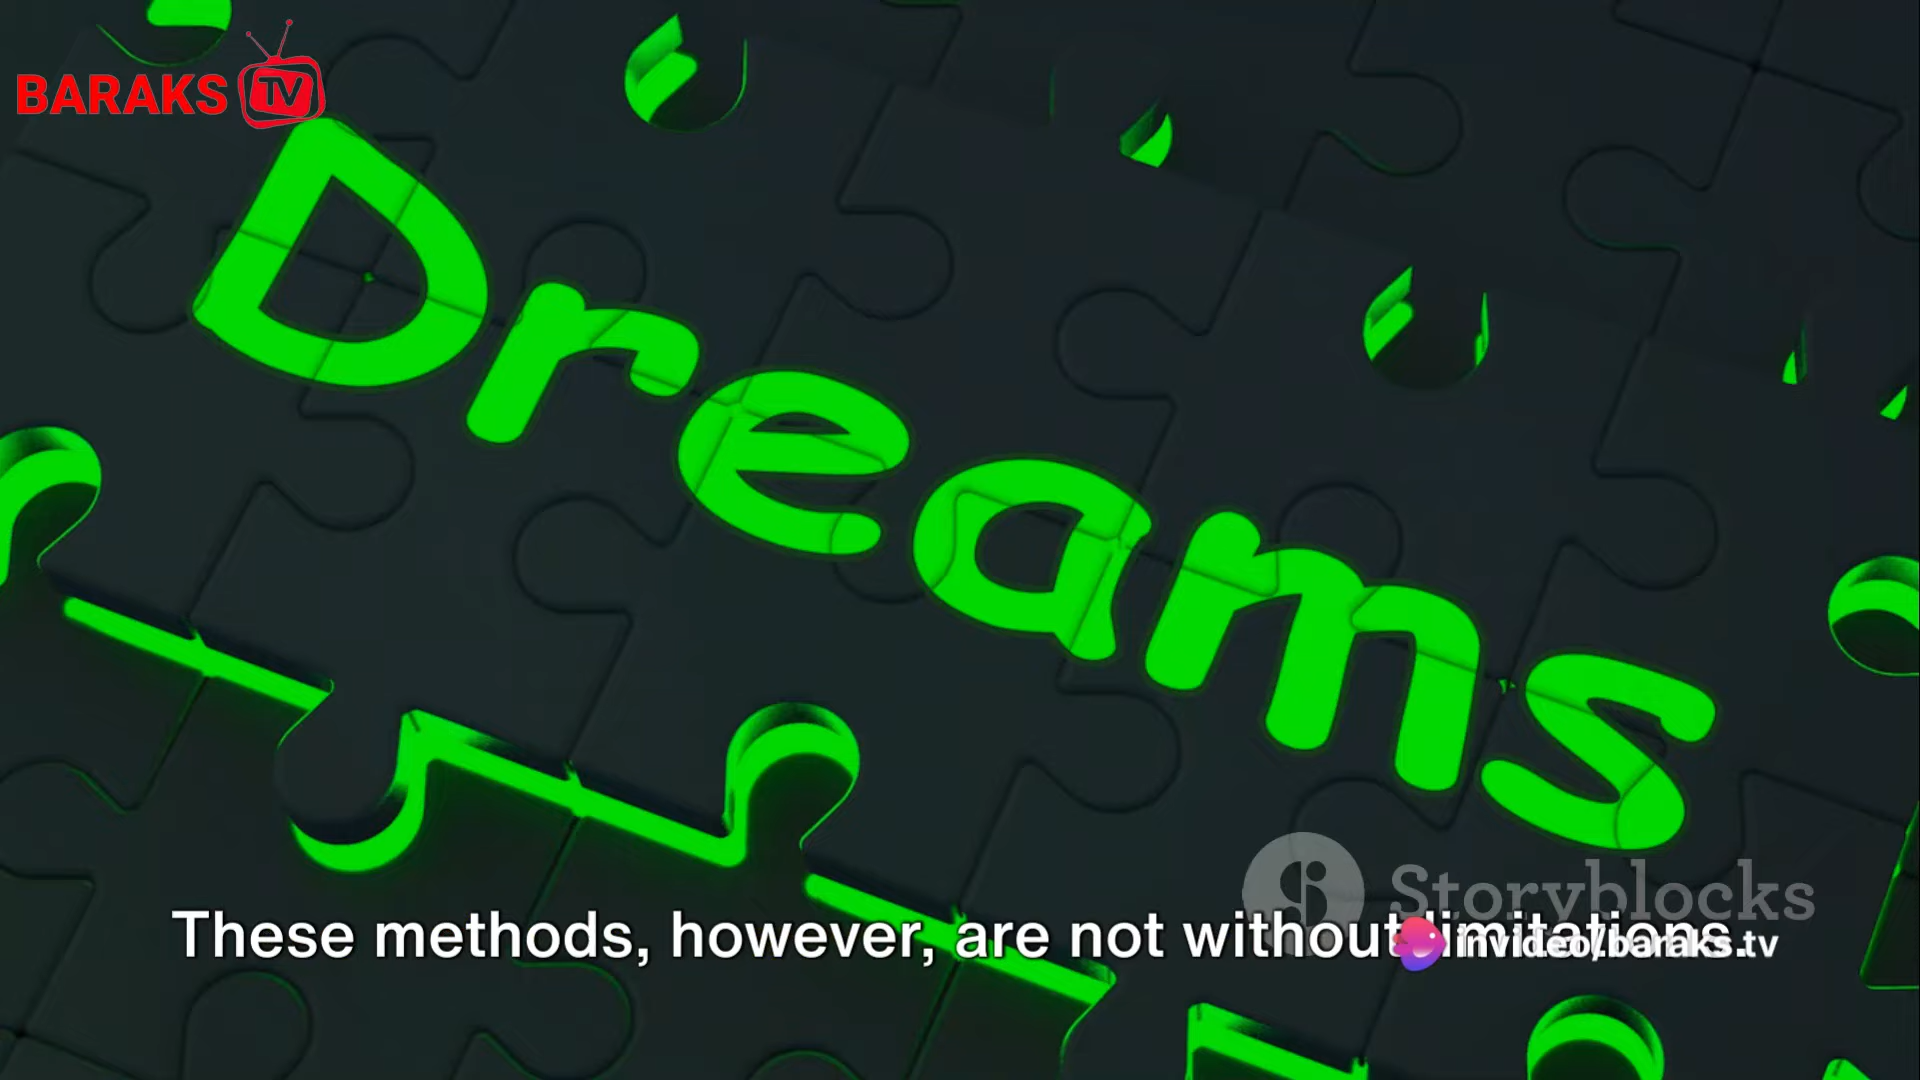 BARAKS TV
Dreams
Storyblocks
These methods, however, are not without limitations.
invideo/baraks.tv